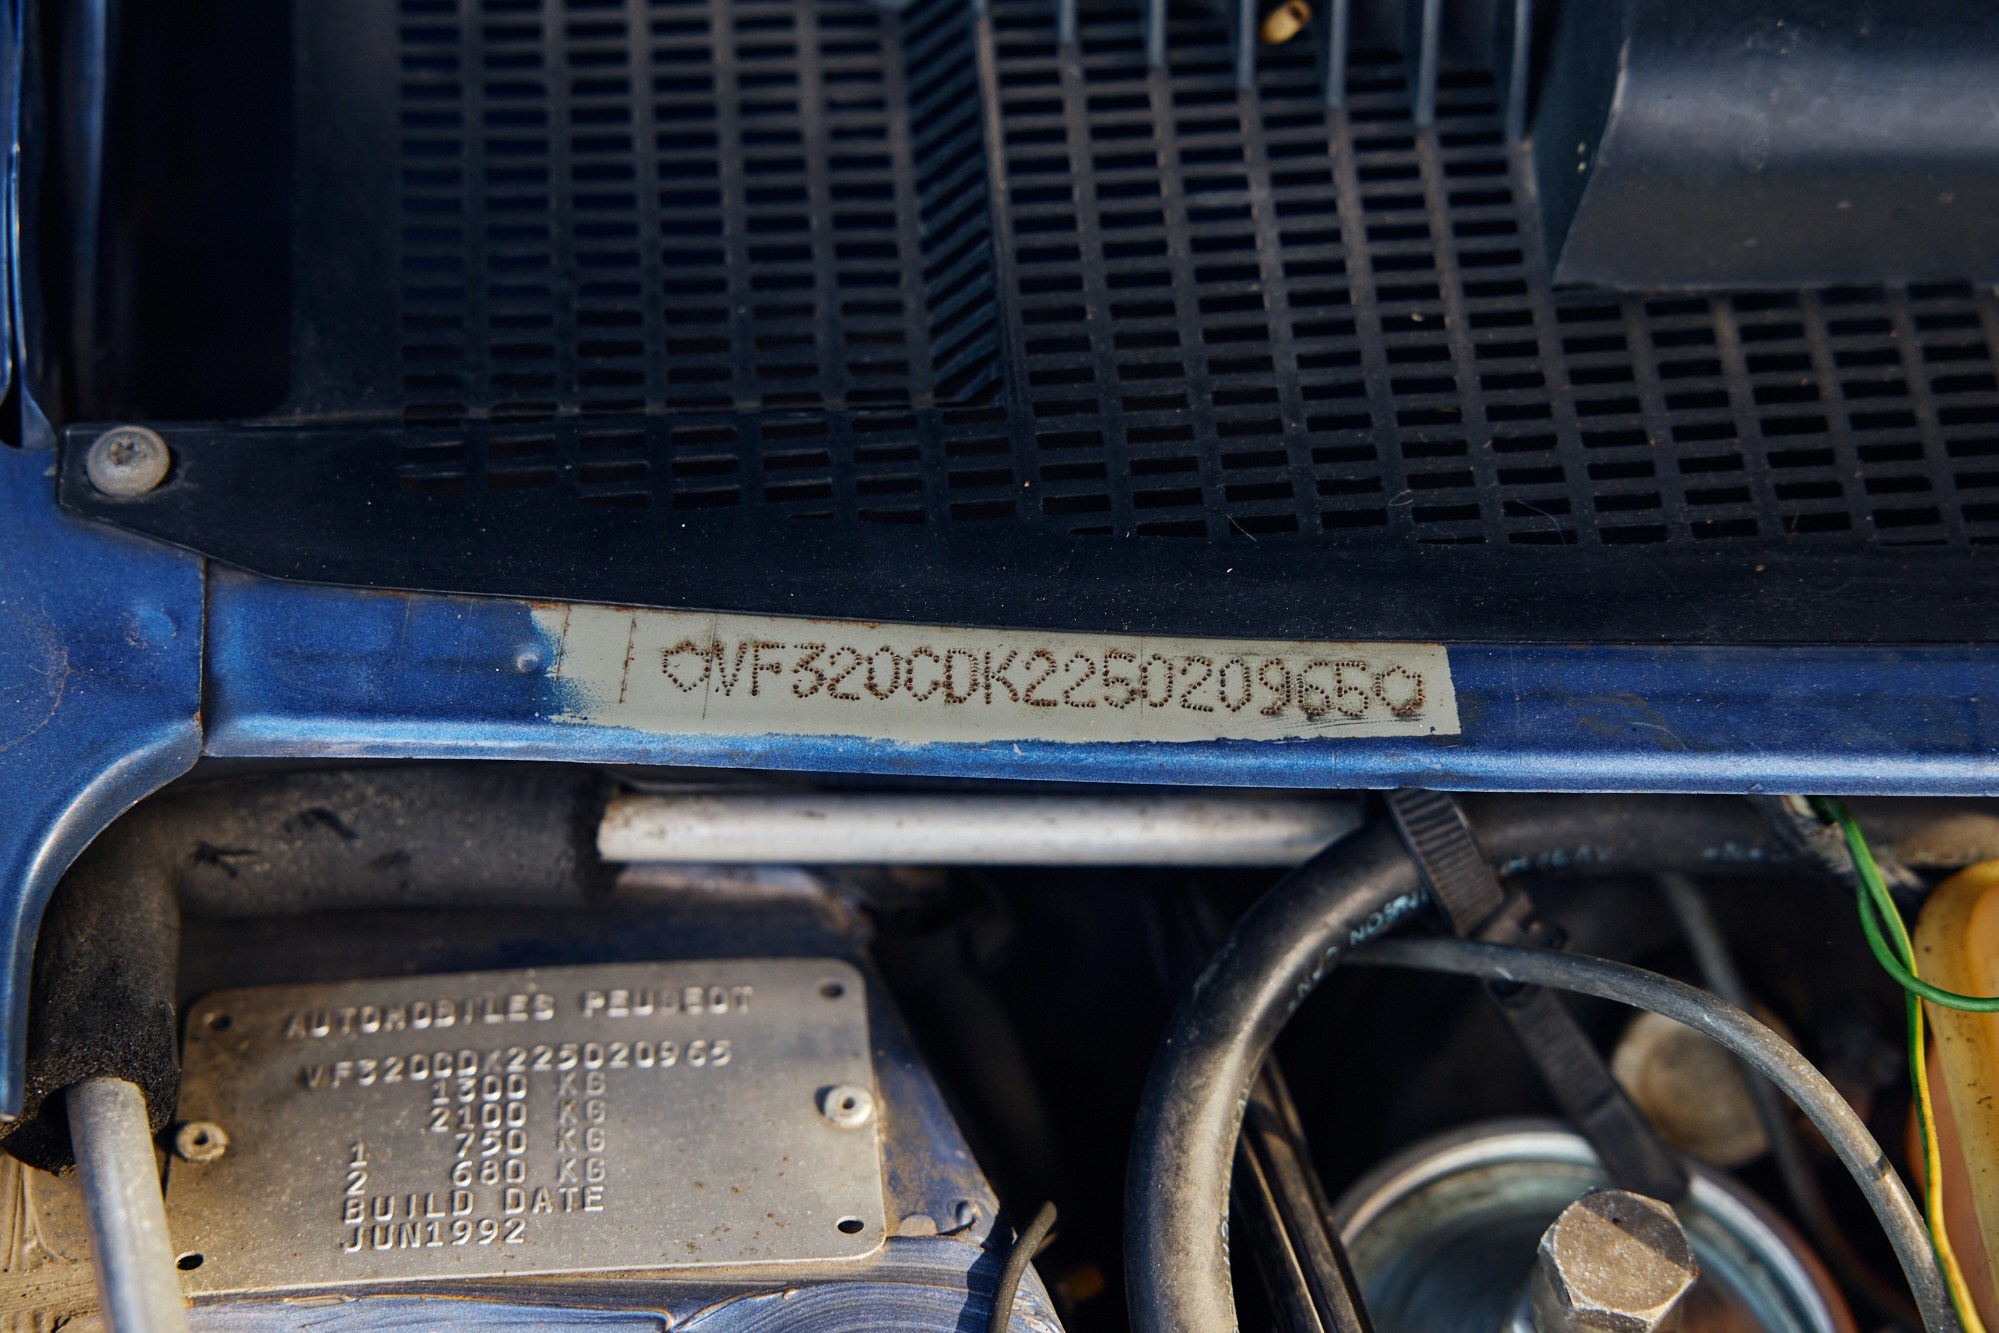 VF320CDK225020965
AUTOMOBILES PEUGEOT
VF320CDK225020965
1300 KG
2100 KG
1 750 KG
2 680 KG
BUILD DATE
JUN1992